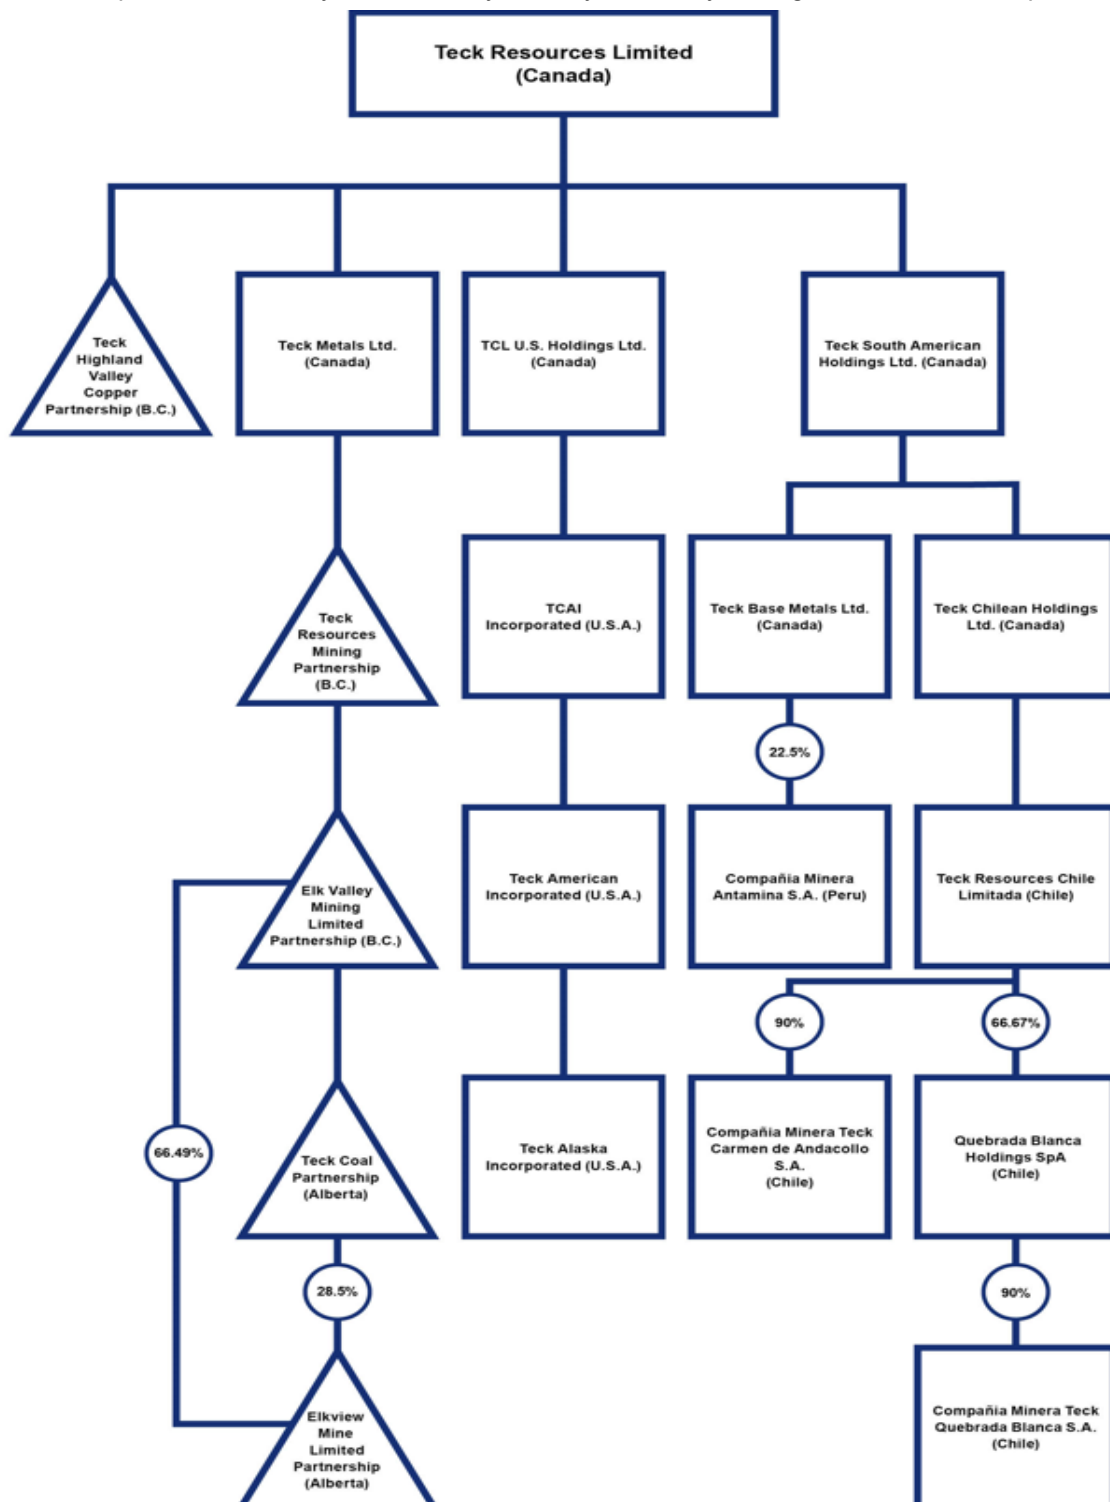 Teck Resources Limited
(Canada)
Teck
Highland
Valley
Copper
Partnership (B.C.)
Teck Metals Ltd.
(Canada)
TCL U.S. Holdings Ltd.
(Canada)
Teck South American
Holdings Ltd. (Canada)
Teck
Resources
Mining
Partnership
(B.C.)
TCAI
Incorporated (U.S.A.)
Teck Base Metals Ltd.
(Canada)
Teck Chilean Holdings
Ltd. (Canada)
22.5%
Elk Valley
Mining
Limited
Partnership (B.C.)
Teck American
Incorporated (U.S.A.)
Compañia Minera
Antamina S.A. (Peru)
Teck Resources Chile
Limitada (Chile)
90%
66.67%
66.49%
Teck Coal
Partnership
(Alberta)
Teck Alaska
Incorporated (U.S.A.)
Compañia Minera Teck
Carmen de Andacollo
S.A.
(Chile)
Quebrada Blanca
Holdings SpA
(Chile)
28.5%
90%
Elkview
Mine
Limited
Partnership
(Alberta)
Compañia Minera Teck
Quebrada Blanca S.A.
(Chile)